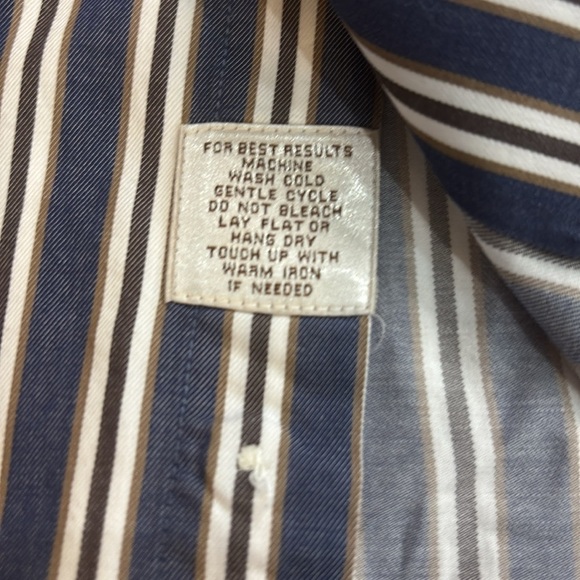 FOR BEST RESULTS
MACHINE
WASH COLD
GENTLE CYCLE
DO NOT BLEACH
LAY FLAT OR
HANG DRY
TOUCH UP WITH
WARM IRON
IF NEEDED